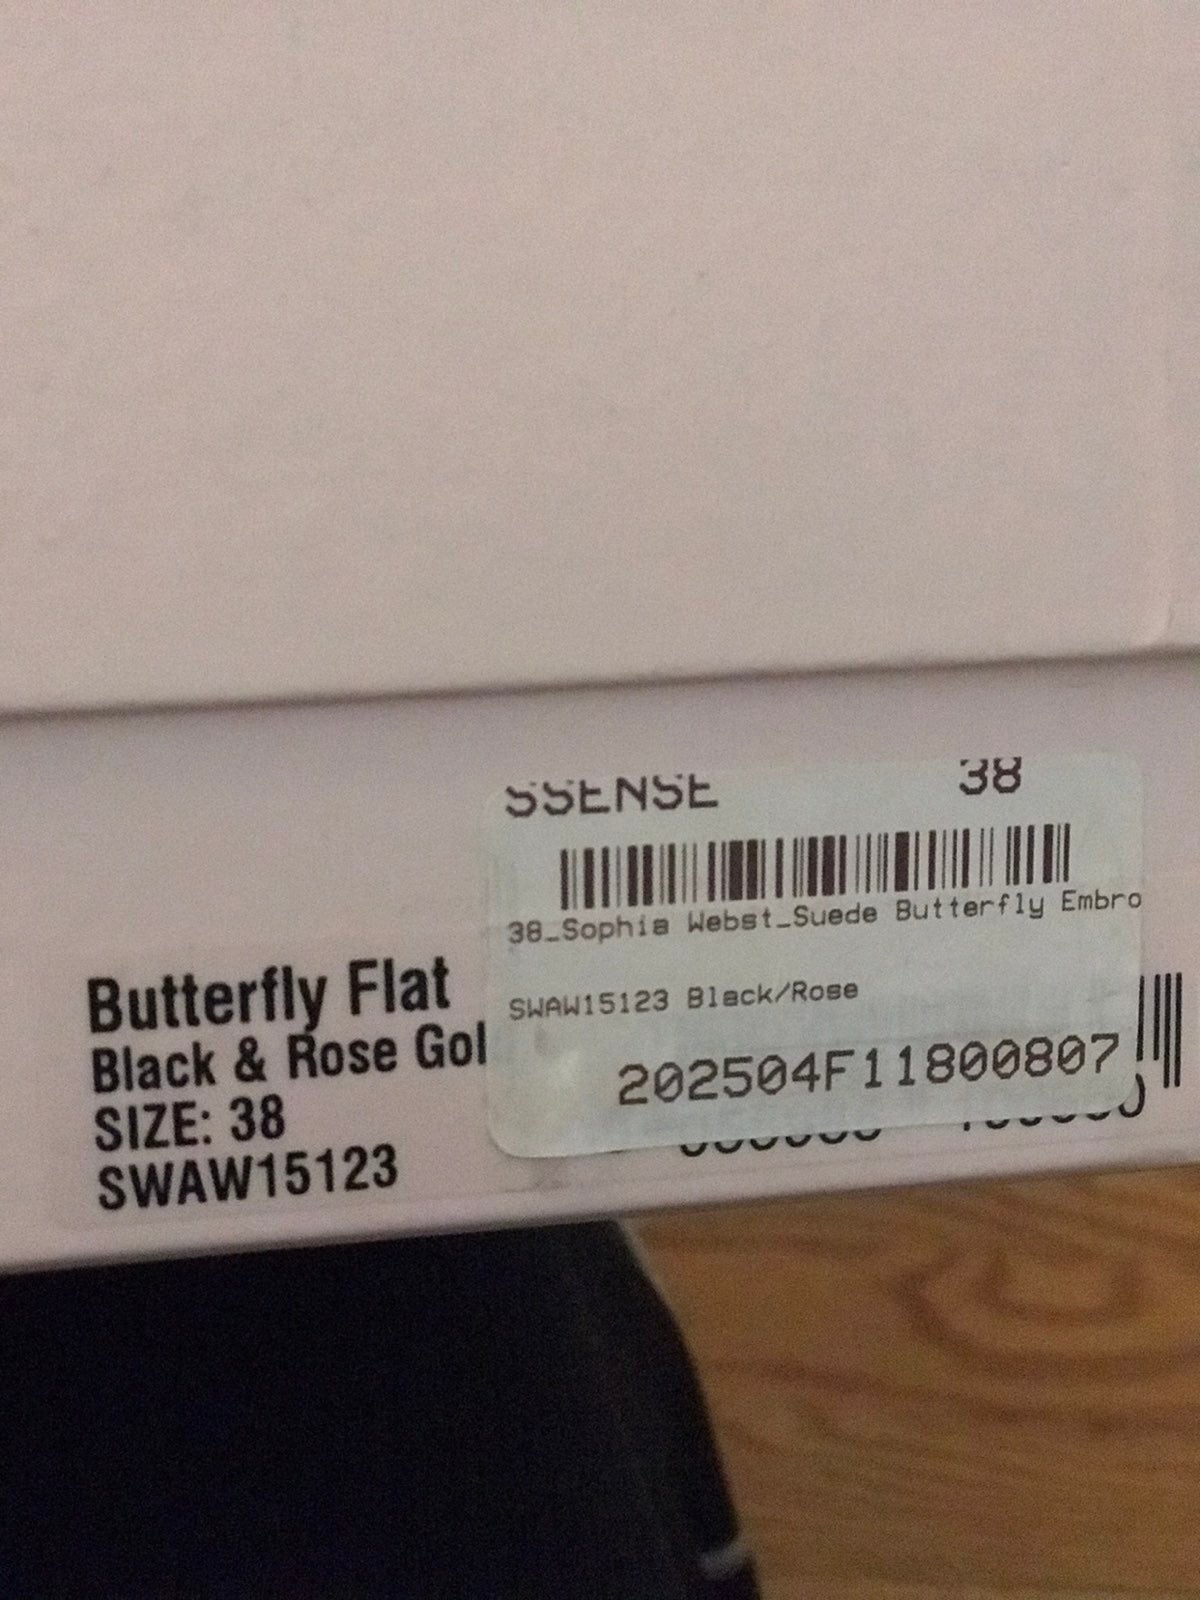 SSENSE 38
38_Sophia Webst_Suede Butterfly Embro
SWAW15123 Black/Rose
202504F11800807
Butterfly Flat
Black & Rose Gol
SIZE: 38
SWAW15123